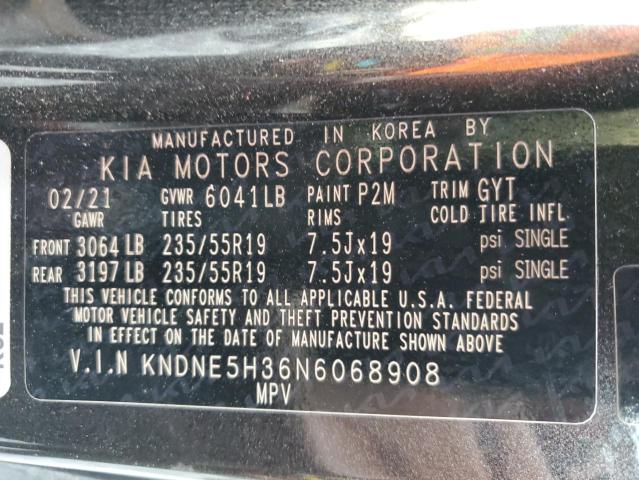 MANUFACTURED IN KOREA BY
KIA MOTORS CORPORATION
02/21 GVWR 6041LB PAINT P2M TRIM GYT
GAWR TIRES RIMS COLD TIRE INFL
FRONT 3064 LB 235/55R19 7.5Jx19 psi SINGLE
REAR 3197 LB 235/55R19 7.5Jx19 psi SINGLE
THIS VEHICLE CONFORMS TO ALL APPLICABLE U.S.A. FEDERAL
MOTOR VEHICLE SAFETY AND THEFT PREVENTION STANDARDS
IN EFFECT ON THE DATE OF MANUFACTURE SHOWN ABOVE
V.I.N KNDNE5H36N6068908
MPV